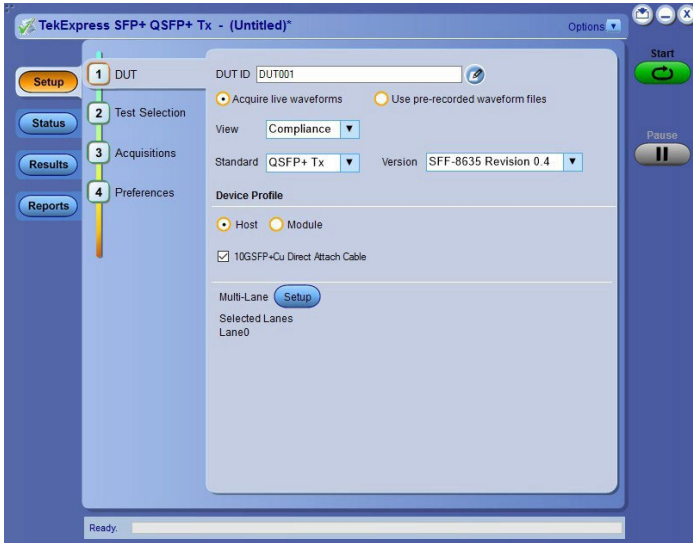 TekExpress SFP+ QSFP+ Tx - (Untitled)*
Options
Start
Pause
Setup
Status
Results
Reports
1 DUT
2 Test Selection
3 Acquisitions
4 Preferences
DUT ID DUT001
Acquire live waveforms Use pre-recorded waveform files
View Compliance
Standard QSFP+ Tx Version SFF-8635 Revision 0.4
Device Profile
Host Module
10GSFP+Cu Direct Attach Cable
Multi-Lane Setup
Selected Lanes
Lane0
Ready.